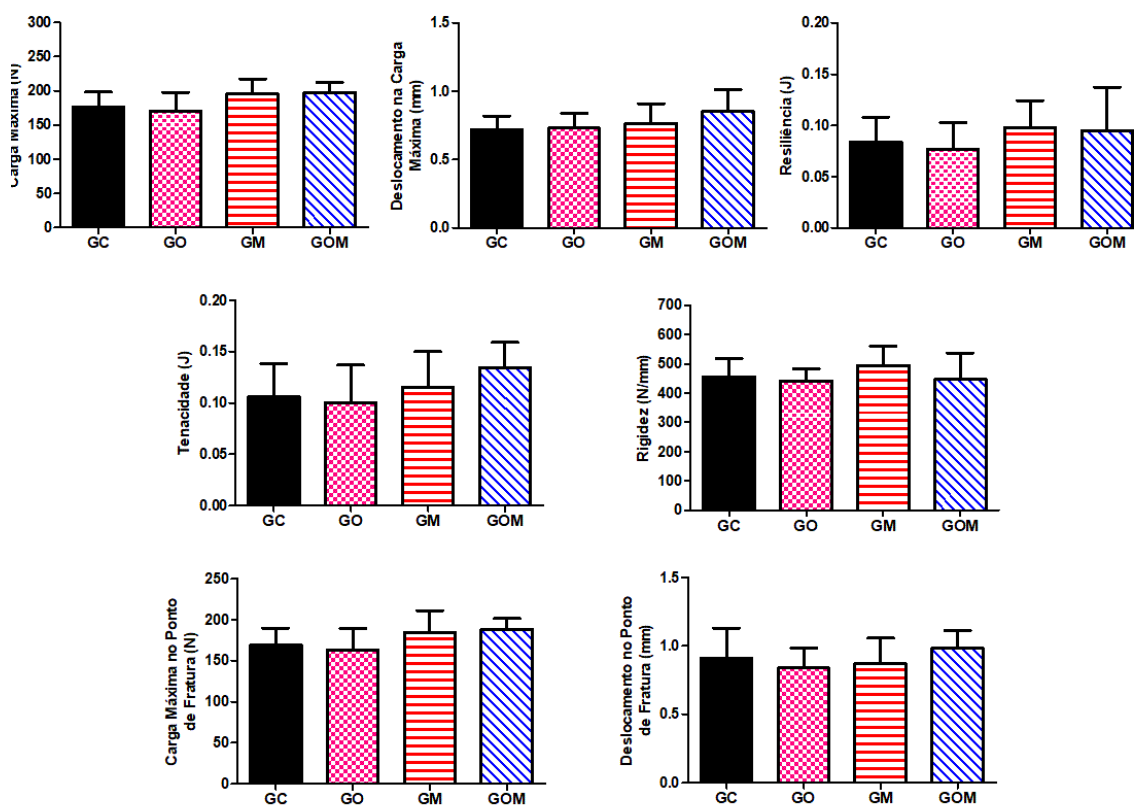 Carga Máxima (N)
300
250
200
150
100
50
0
GC GO GM GOM
Deslocamento na Carga
Máxima (mm)
1.5
1.0
0.5
0.0
GC GO GM GOM
Resiliência (J)
0.20
0.15
0.10
0.05
0.00
GC GO GM GOM
Tenacidade (J)
0.20
0.15
0.10
0.05
0.00
GC GO GM GOM
Rigidez (N/mm)
700
600
500
400
300
200
100
0
GC GO GM GOM
Carga Máxima no Ponto
de Fratura (N)
250
200
150
100
50
0
GC GO GM GOM
Deslocamento no Ponto
de Fratura (mm)
1.5
1.0
0.5
0.0
GC GO GM GOM